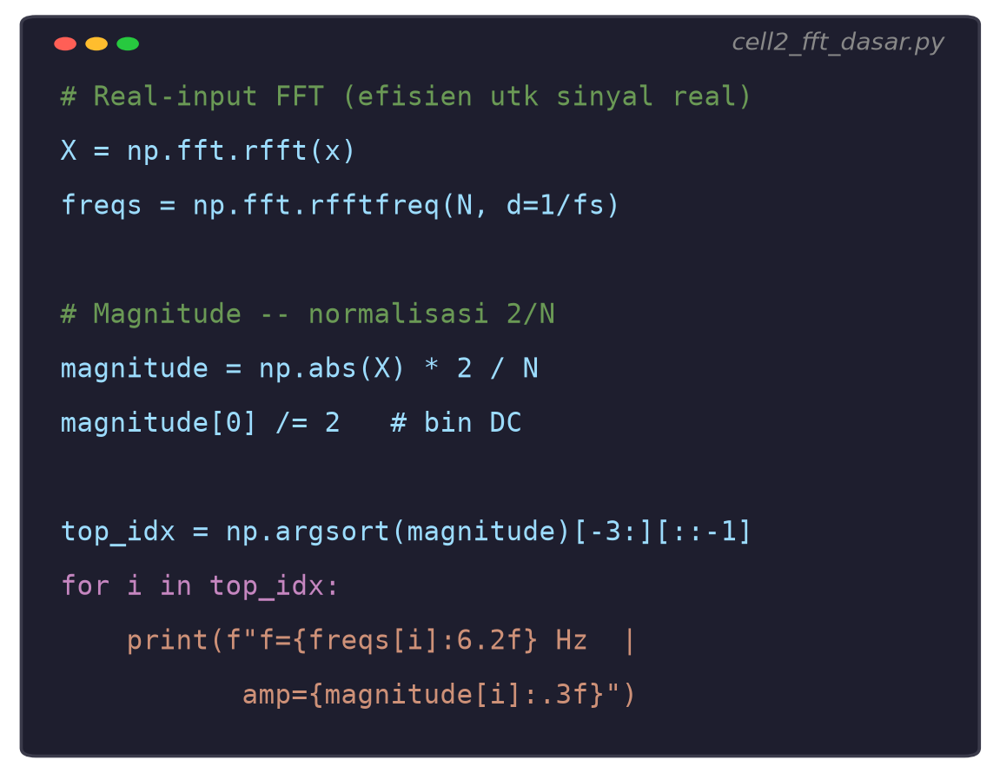 cell2_fft_dasar.py
# Real-input FFT (efisien utk sinyal real)
X = np.fft.rfft(x)
freqs = np.fft.rfftfreq(N, d=1/fs)
# Magnitude -- normalisasi 2/N
magnitude = np.abs(X) * 2 / N
magnitude[0] /= 2   # bin DC
top_idx = np.argsort(magnitude)[-3:][::-1]
for i in top_idx:
    print(f"f={freqs[i]:6.2f} Hz  |
           amp={magnitude[i]:.3f}")